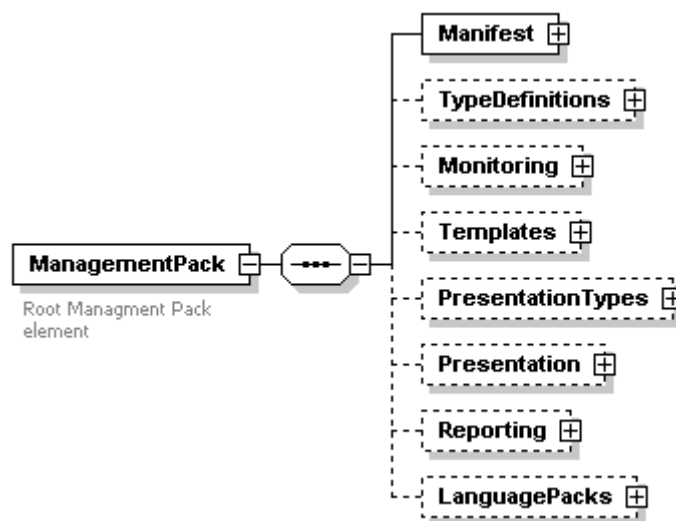 Manifest
TypeDefinitions
Monitoring
Templates
ManagementPack
Root Managment Pack
element
PresentationTypes
Presentation
Reporting
LanguagePacks